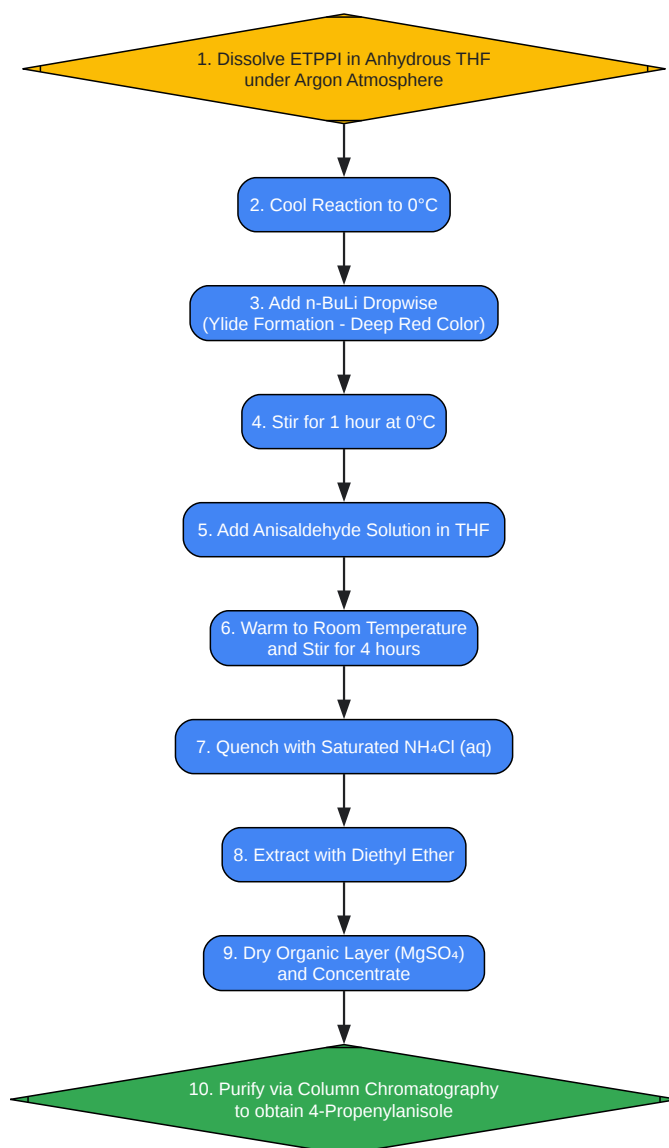 1. Dissolve ETPPI in Anhydrous THF
under Argon Atmosphere
2. Cool Reaction to 0°C
3. Add n-BuLi Dropwise
(Ylide Formation - Deep Red Color)
4. Stir for 1 hour at 0°C
5. Add Anisaldehyde Solution in THF
6. Warm to Room Temperature
and Stir for 4 hours
7. Quench with Saturated NH₄Cl (aq)
8. Extract with Diethyl Ether
9. Dry Organic Layer (MgSO₄)
and Concentrate
10. Purify via Column Chromatography
to obtain 4-Propenylanisole